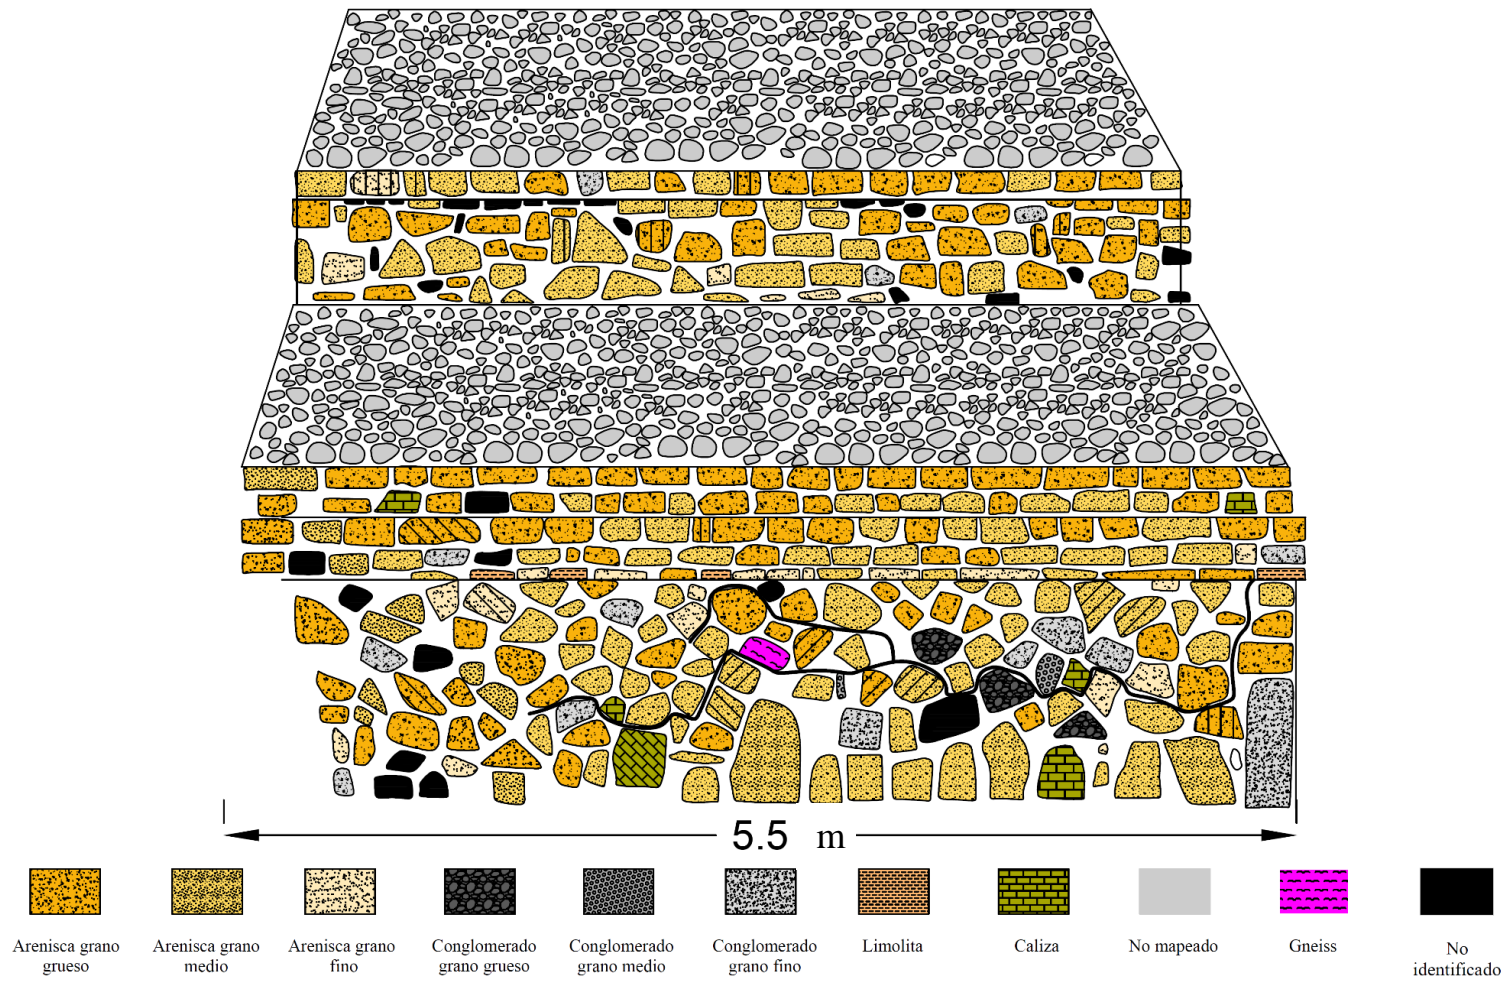 5.5 m
Arenisca grano
grueso
Arenisca grano
medio
Arenisca grano
fino
Conglomerado
grano grueso
Conglomerado
grano medio
Conglomerado
grano fino
Limolita
Caliza
No mapeado
Gneiss
No
identificado